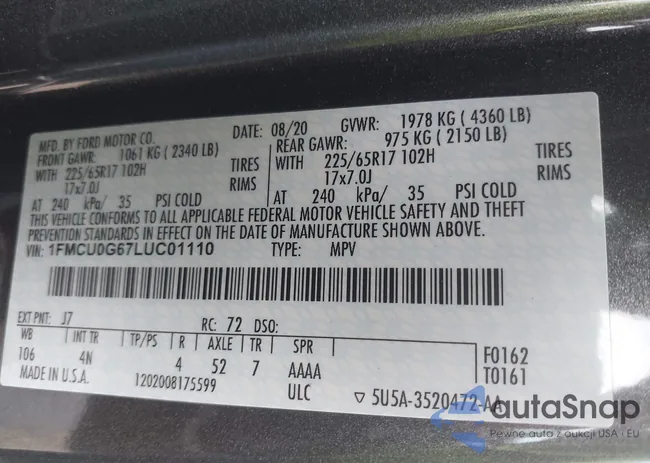 MFD. BY FORD MOTOR CO. DATE: 08/20 GVWR: 1978 KG ( 4360 LB)
FRONT GAWR: 1061 KG ( 2340 LB) REAR GAWR: 975 KG ( 2150 LB)
WITH 225/65R17 102H TIRES WITH 225/65R17 102H TIRES
17x7.0J RIMS 17x7.0J RIMS
AT 240 kPa/ 35 PSI COLD AT 240 kPa/ 35 PSI COLD
THIS VEHICLE CONFORMS TO ALL APPLICABLE FEDERAL MOTOR VEHICLE SAFETY AND THEFT
PREVENTION STANDARDS IN EFFECT ON THE DATE OF MANUFACTURE SHOWN ABOVE.
VIN: 1FMCU0G67LUC01110 TYPE: MPV
EXT PNT: J7 RC: 72 DSO:
WB INT TR TP/PS R AXLE TR SPR
106 4N 4 52 7 AAAA F0162
T0161
MADE IN U.S.A. 1202008175599 ULC ▽ 5U5A-3520472-AA
autaSnap
Pewne auta z aukcji USA i EU